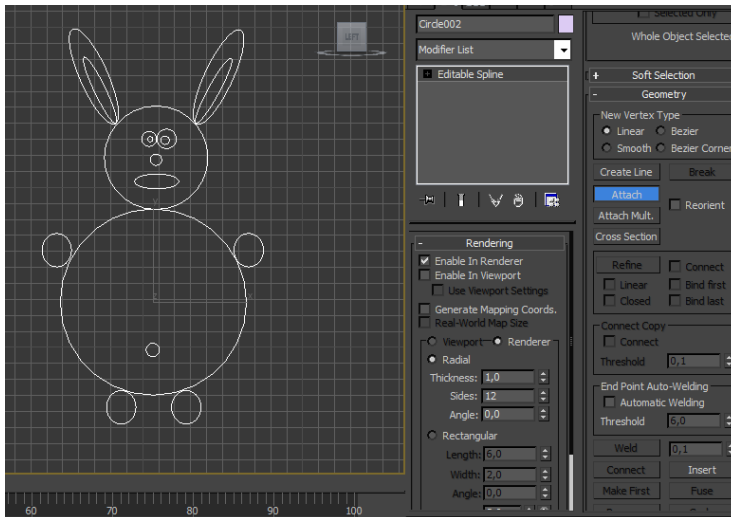 LEFT
60 70 80 90 100
Circle002
Modifier List
Editable Spline
Rendering
Enable In Renderer
Enable In Viewport
Use Viewport Settings
Generate Mapping Coords.
Real-World Map Size
Viewport Renderer
Radial
Thickness: 1,0
Sides: 12
Angle: 0,0
Rectangular
Length: 6,0
Width: 2,0
Angle: 0,0
Selected Only
Whole Object Selected
+ Soft Selection
- Geometry
New Vertex Type
Linear Bezier
Smooth Bezier Corner
Create Line Break
Attach
Reorient
Attach Mult.
Cross Section
Refine Connect
Linear Bind first
Closed Bind last
Connect Copy
Connect
Threshold 0,1
End Point Auto-Welding
Automatic Welding
Threshold 6,0
Weld 0,1
Connect Insert
Make First Fuse